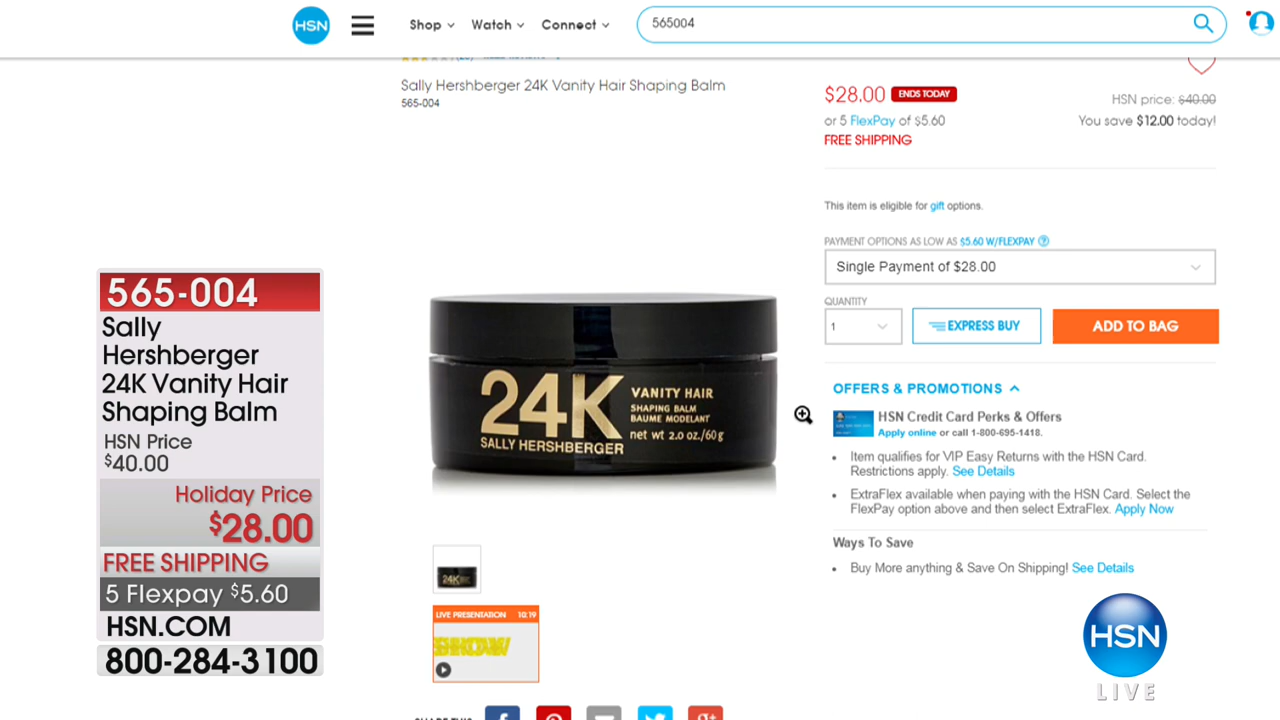 HSN
Shop
Watch
Connect
565004
Sally Hershberger 24K Vanity Hair Shaping Balm
565-004
$28.00 ENDS TODAY
HSN price: $40.00
or 5 FlexPay of $5.60
You save $12.00 today!
FREE SHIPPING
This item is eligible for gift options.
PAYMENT OPTIONS AS LOW AS $5.60 W/FLEXPAY ?
Single Payment of $28.00
QUANTITY
1
EXPRESS BUY
ADD TO BAG
OFFERS & PROMOTIONS
HSN Credit Card Perks & Offers
Apply online or call 1-800-695-1418.
• Item qualifies for VIP Easy Returns with the HSN Card.
Restrictions apply. See Details
• ExtraFlex available when paying with the HSN Card. Select the
FlexPay option above and then select ExtraFlex. Apply Now
Ways To Save
• Buy More anything & Save On Shipping! See Details
565-004
Sally
Hershberger
24K Vanity Hair
Shaping Balm
HSN Price
$40.00
Holiday Price
$28.00
FREE SHIPPING
5 Flexpay $5.60
HSN.COM
800-284-3100
24K
VANITY HAIR
SHAPING BALM
BAUME MODELANT
net wt 2.0 oz./60g
SALLY HERSHBERGER
24K
LIVE PRESENTATION 10:19
SHARE THIS
HSN
LIVE